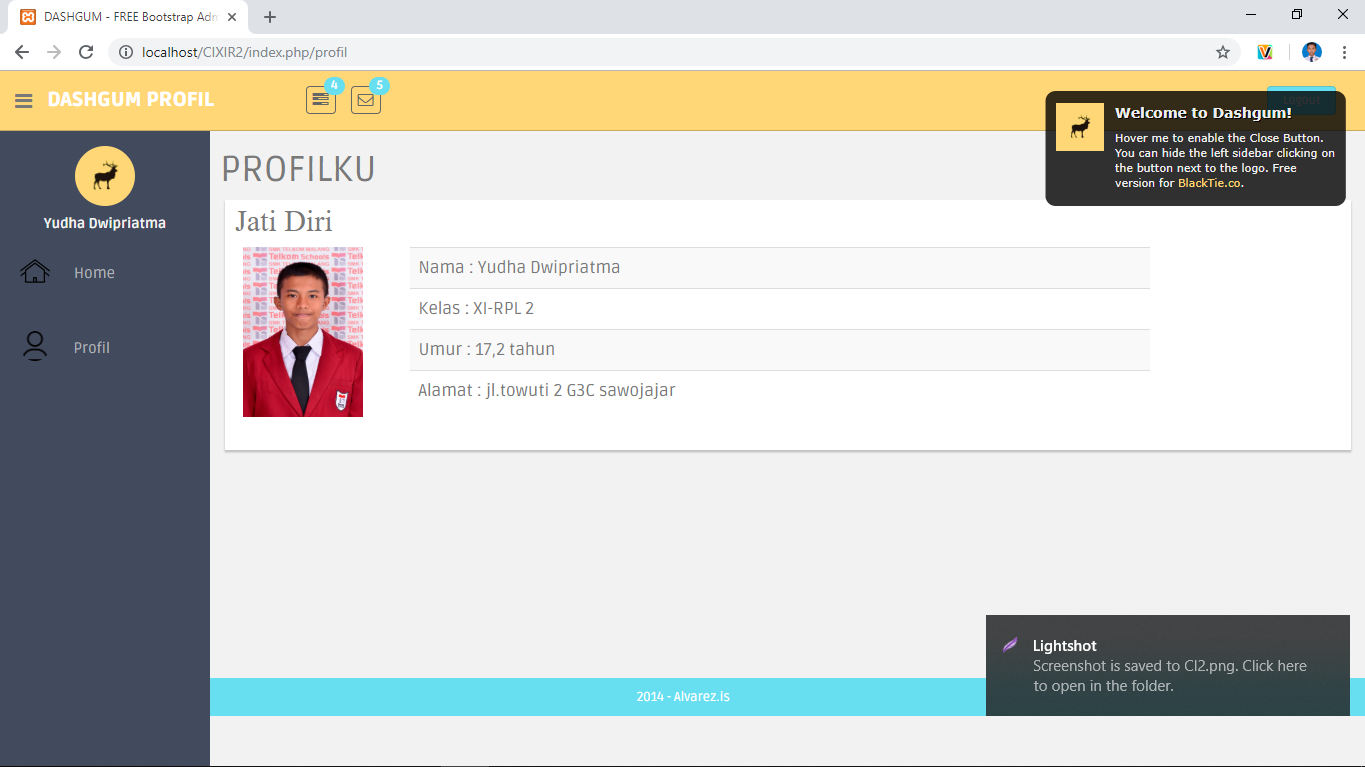 DASHGUM - FREE Bootstrap Adm
localhost/CIXIR2/index.php/profil
DASHGUM PROFIL
4
5
Logout
Welcome to Dashgum!
Hover me to enable the Close Button.
You can hide the left sidebar clicking on
the button next to the logo. Free
version for BlackTie.co.
Yudha Dwipriatma
Home
Profil
PROFILKU
Jati Diri
Telkom Schools
Nama : Yudha Dwipriatma
Kelas : XI-RPL 2
Umur : 17,2 tahun
Alamat : jl.towuti 2 G3C sawojajar
Lightshot
Screenshot is saved to CI2.png. Click here
to open in the folder.
2014 - Alvarez.is